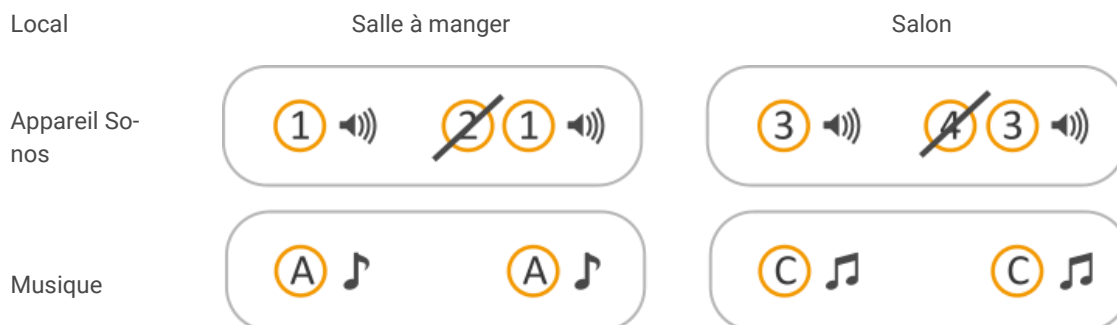 Local Salle à manger Salon
Appareil So-
nos
1 2 1 3 4 3
Musique
A A C C